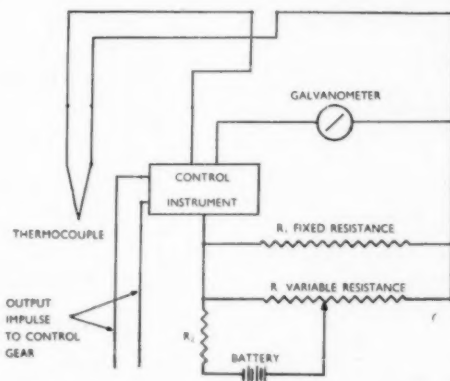 GALVANOMETER
CONTROL
INSTRUMENT
THERMOCOUPLE
R, FIXED RESISTANCE
R VARIABLE RESISTANCE
OUTPUT
IMPULSE
TO CONTROL
GEAR
BATTERY